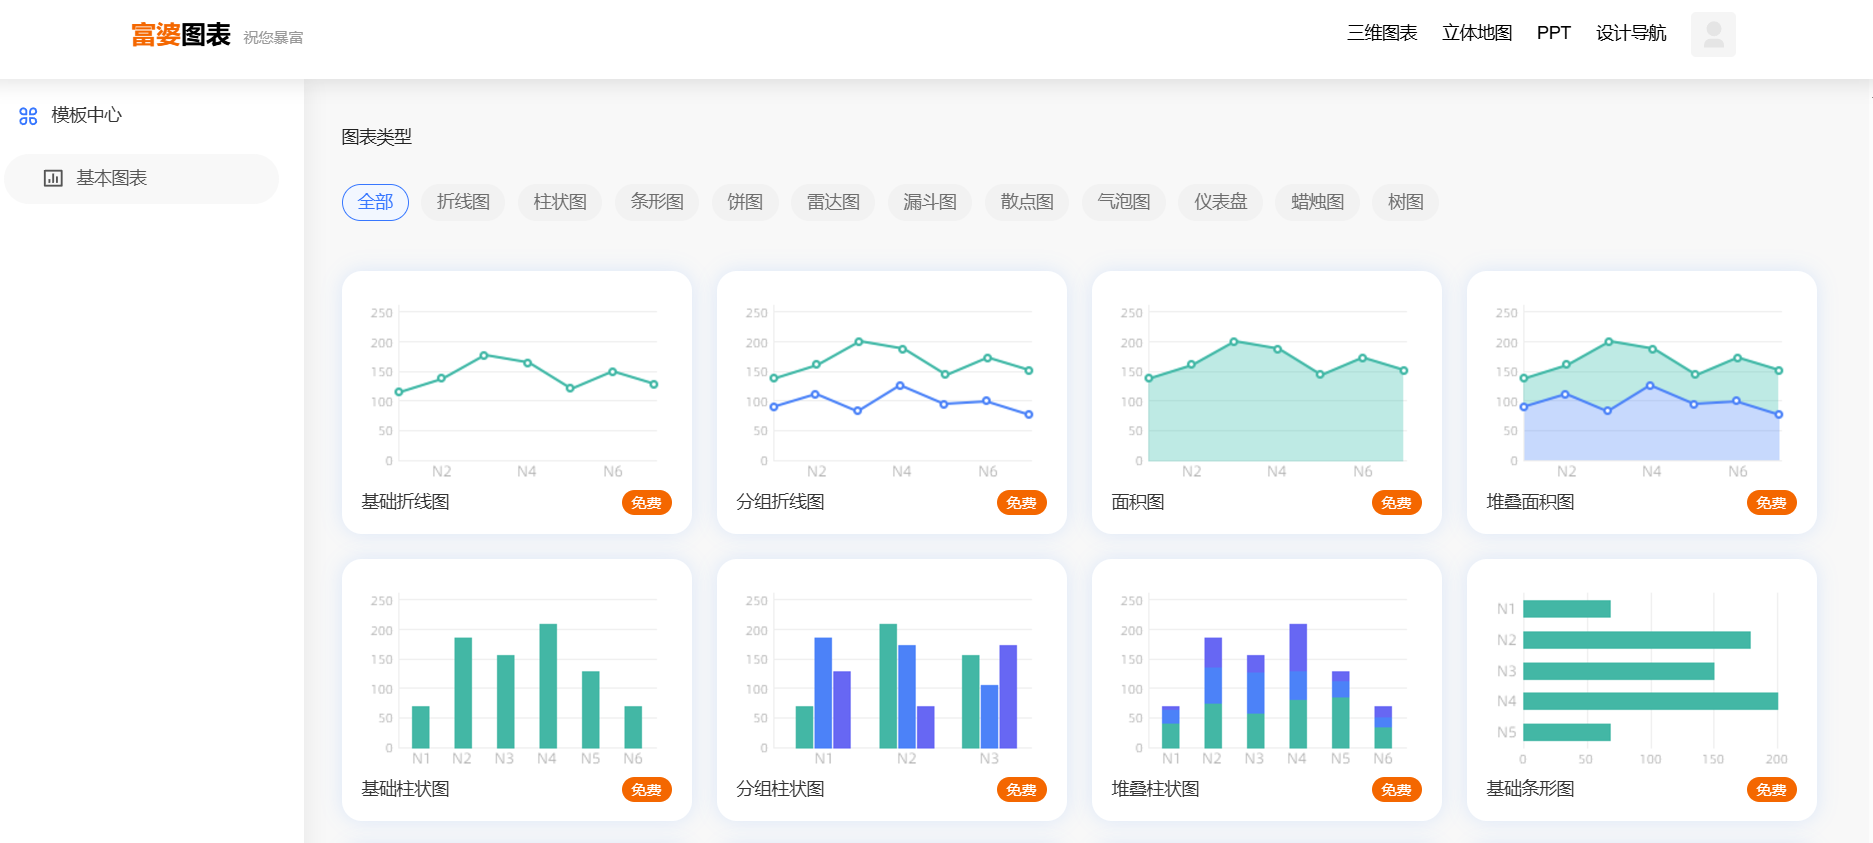 富婆图表 祝您暴富
三维图表 立体地图 PPT 设计导航
模板中心
基本图表
图表类型
全部 折线图 柱状图 条形图 饼图 雷达图 漏斗图 散点图 气泡图 仪表盘 蜡烛图 树图
250
200
150
100
50
0
N2 N4 N6
基础折线图 免费
250
200
150
100
50
0
N2 N4 N6
分组折线图 免费
250
200
150
100
50
0
N2 N4 N6
面积图 免费
250
200
150
100
50
0
N2 N4 N6
堆叠面积图 免费
250
200
150
100
50
0
N1 N2 N3 N4 N5 N6
基础柱状图 免费
250
200
150
100
50
0
N1 N2 N3
分组柱状图 免费
250
200
150
100
50
0
N1 N2 N3 N4 N5 N6
堆叠柱状图 免费
N1
N2
N3
N4
N5
0 50 100 150 200
基础条形图 免费